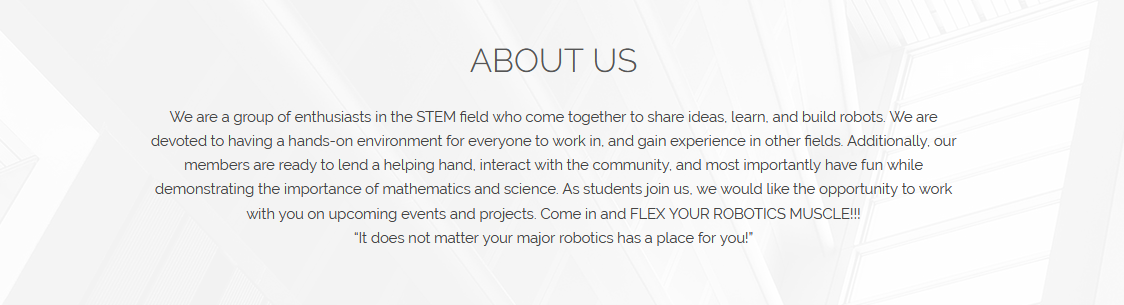 ABOUT US
We are a group of enthusiasts in the STEM field who come together to share ideas, learn, and build robots. We are
devoted to having a hands-on environment for everyone to work in, and gain experience in other fields. Additionally, our
members are ready to lend a helping hand, interact with the community, and most importantly have fun while
demonstrating the importance of mathematics and science. As students join us, we would like the opportunity to work
with you on upcoming events and projects. Come in and FLEX YOUR ROBOTICS MUSCLE!!!
“It does not matter your major robotics has a place for you!”